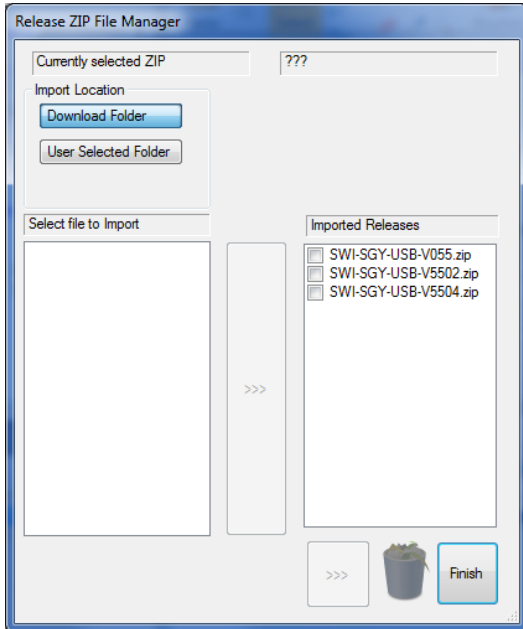 Release ZIP File Manager
Currently selected ZIP
???
Import Location
Download Folder
User Selected Folder
Select file to Import
Imported Releases
SWI-SGY-USB-V055.zip
SWI-SGY-USB-V5502.zip
SWI-SGY-USB-V5504.zip
>>>
>>>
Finish